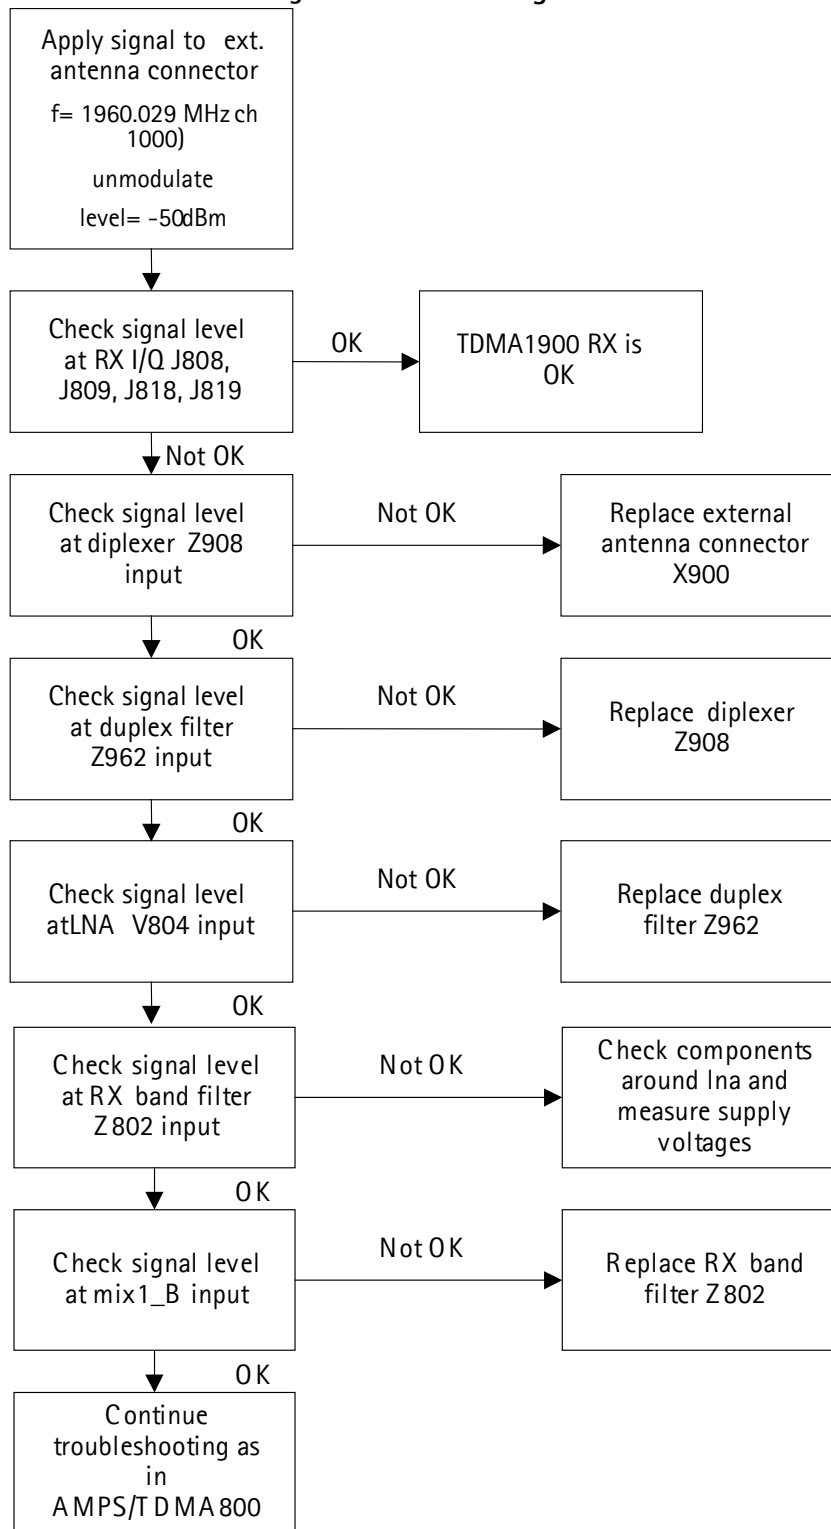 Apply signal to ext.
antenna connector
f= 1960.029 MHz ch
1000)
unmodulate
level= -50dBm
Check signal level
at RX I/Q J808,
J809, J818, J819
OK
TDMA1900 RX is
OK
Not OK
Check signal level
at diplexer Z908
input
Not OK
Replace external
antenna connector
X900
OK
Check signal level
at duplex filter
Z962 input
Not OK
Replace diplexer
Z908
OK
Check signal level
atLNA V804 input
Not OK
Replace duplex
filter Z962
OK
Check signal level
at RX band filter
Z802 input
Not OK
Check components
around lna and
measure supply
voltages
OK
Check signal level
at mix1_B input
Not OK
Replace RX band
filter Z802
OK
Continue
troubleshooting as
in
AMPS/TDMA800